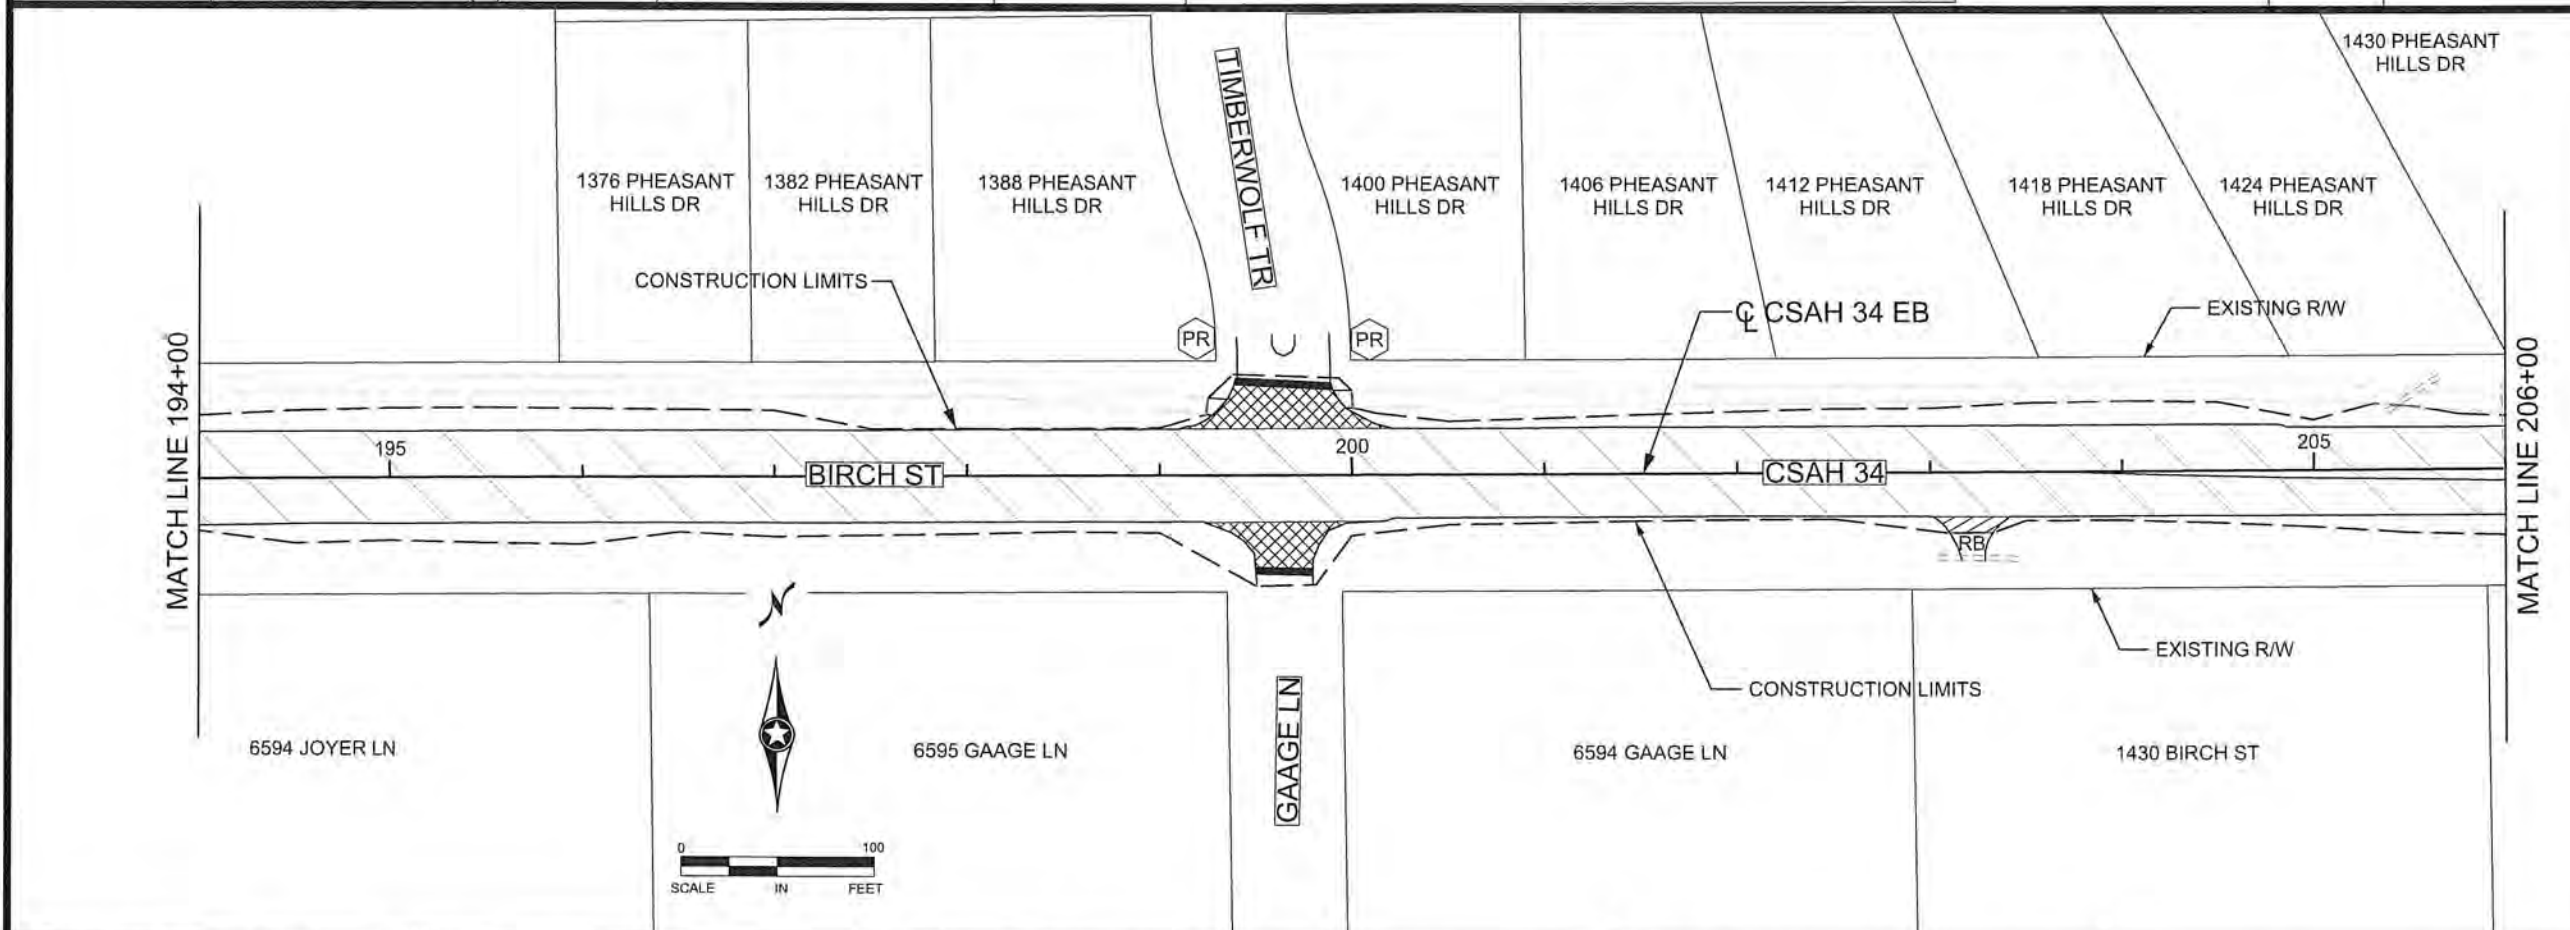 1430 PHEASANT
HILLS DR
TIMBERWOLF TR
1376 PHEASANT
HILLS DR
1382 PHEASANT
HILLS DR
1388 PHEASANT
HILLS DR
1400 PHEASANT
HILLS DR
1406 PHEASANT
HILLS DR
1412 PHEASANT
HILLS DR
1418 PHEASANT
HILLS DR
1424 PHEASANT
HILLS DR
CONSTRUCTION LIMITS
℄ CSAH 34 EB
EXISTING R/W
PR
PR
MATCH LINE 194+00
MATCH LINE 206+00
195
200
205
BIRCH ST
CSAH 34
RB
N
EXISTING R/W
CONSTRUCTION LIMITS
GAAGE LN
6594 JOYER LN
6595 GAAGE LN
6594 GAAGE LN
1430 BIRCH ST
0 100
SCALE IN FEET